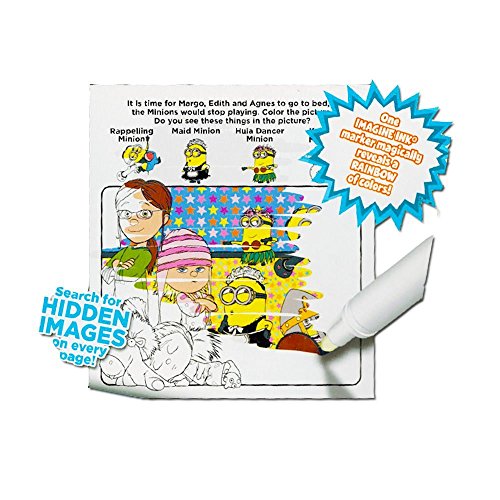 It is time for Margo, Edith and Agnes to go to bed,
the Minions would stop playing. Color the pictu
Do you see these things in the picture?
Rappelling
Minion
Maid Minion
Hula Dancer
Minion
One
IMAGINE INK®
marker magically
reveals a
RAINBOW
of colors!
Search for
HIDDEN
IMAGES
on every
page!